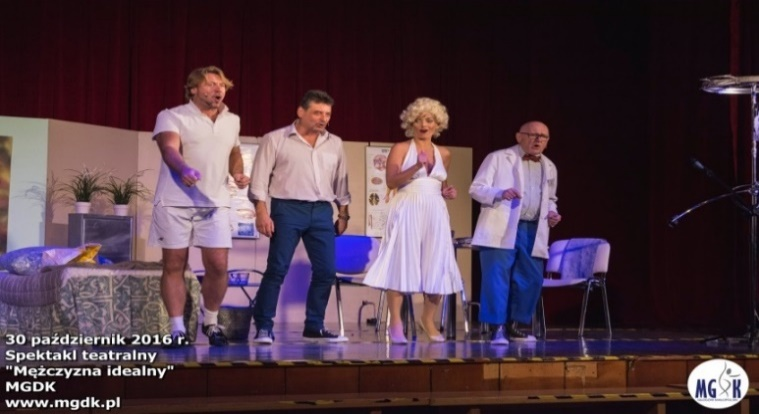 30 październik 2016 r.
Spektakl teatralny
"Mężczyzna idealny"
MGDK
www.mgdk.pl
MGDK